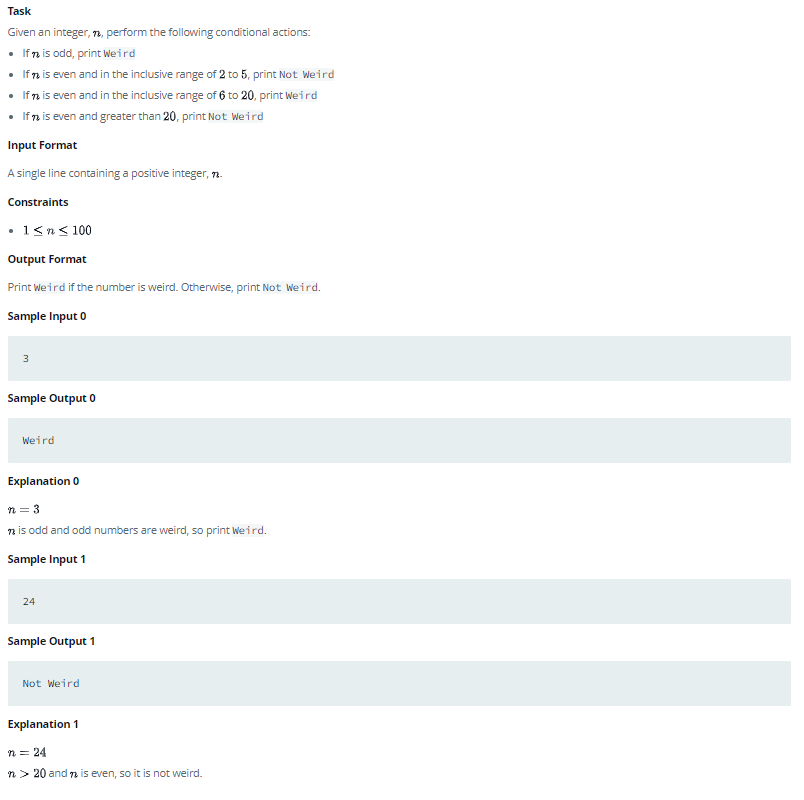 Task
Given an integer, n, perform the following conditional actions:
• If n is odd, print Weird
• If n is even and in the inclusive range of 2 to 5, print Not Weird
• If n is even and in the inclusive range of 6 to 20, print Weird
• If n is even and greater than 20, print Not Weird
Input Format
A single line containing a positive integer, n.
Constraints
• 1 ≤ n ≤ 100
Output Format
Print Weird if the number is weird. Otherwise, print Not Weird.
Sample Input 0
3
Sample Output 0
Weird
Explanation 0
n = 3
n is odd and odd numbers are weird, so print Weird.
Sample Input 1
24
Sample Output 1
Not Weird
Explanation 1
n = 24
n > 20 and n is even, so it is not weird.